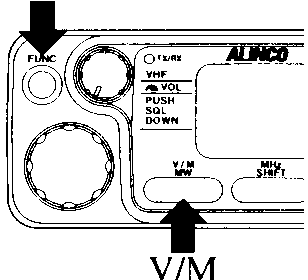 FUNC
TX/RX
ALINCO
VHF
VOL
PUSH
SQL
DOWN
V/M
MW
MHz
SHIFT
V/M